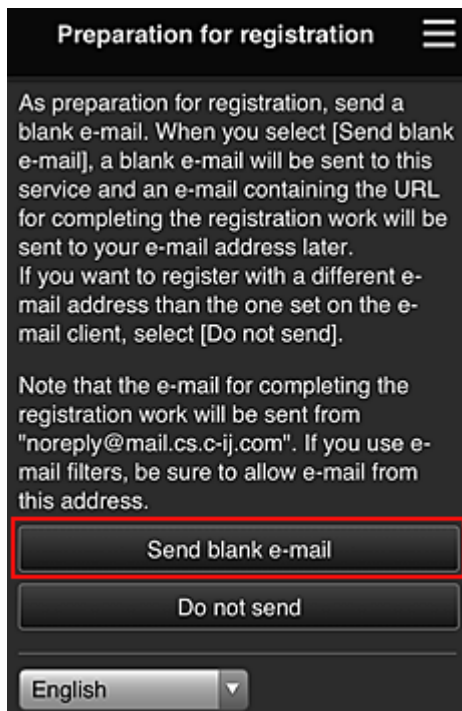 Preparation for registration
As preparation for registration, send a
blank e-mail. When you select [Send blank
e-mail], a blank e-mail will be sent to this
service and an e-mail containing the URL
for completing the registration work will be
sent to your e-mail address later.
If you want to register with a different e-
mail address than the one set on the e-
mail client, select [Do not send].
Note that the e-mail for completing the
registration work will be sent from
"noreply@mail.cs.c-ij.com". If you use e-
mail filters, be sure to allow e-mail from
this address.
Send blank e-mail
Do not send
English